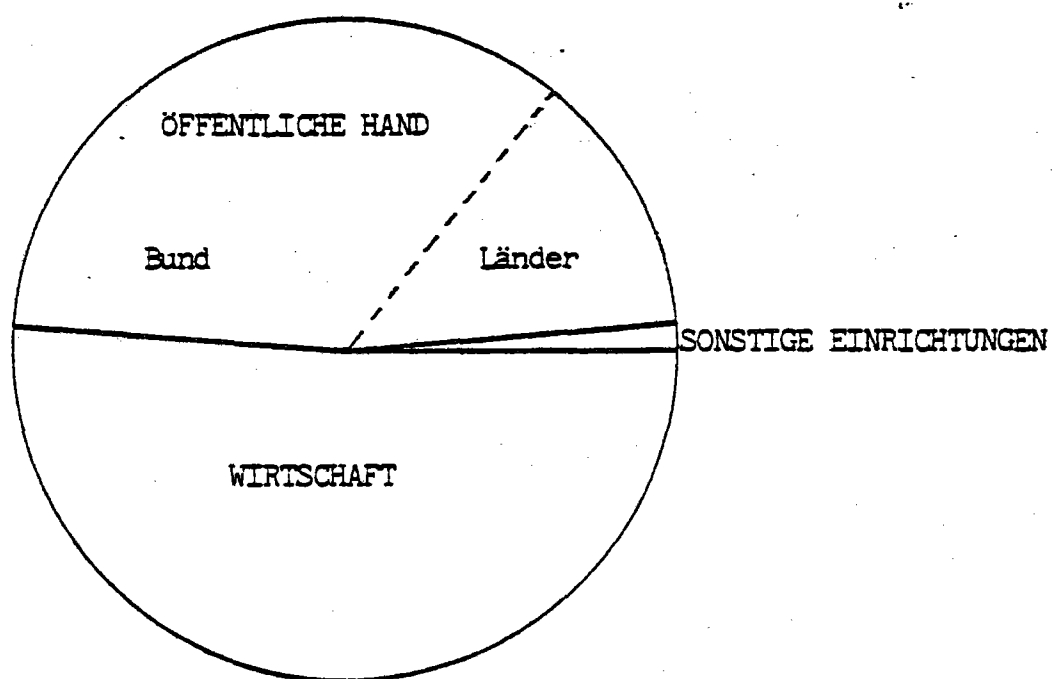 ÖFFENTLICHE HAND
Bund
Länder
SONSTIGE EINRICHTUNGEN
WIRTSCHAFT